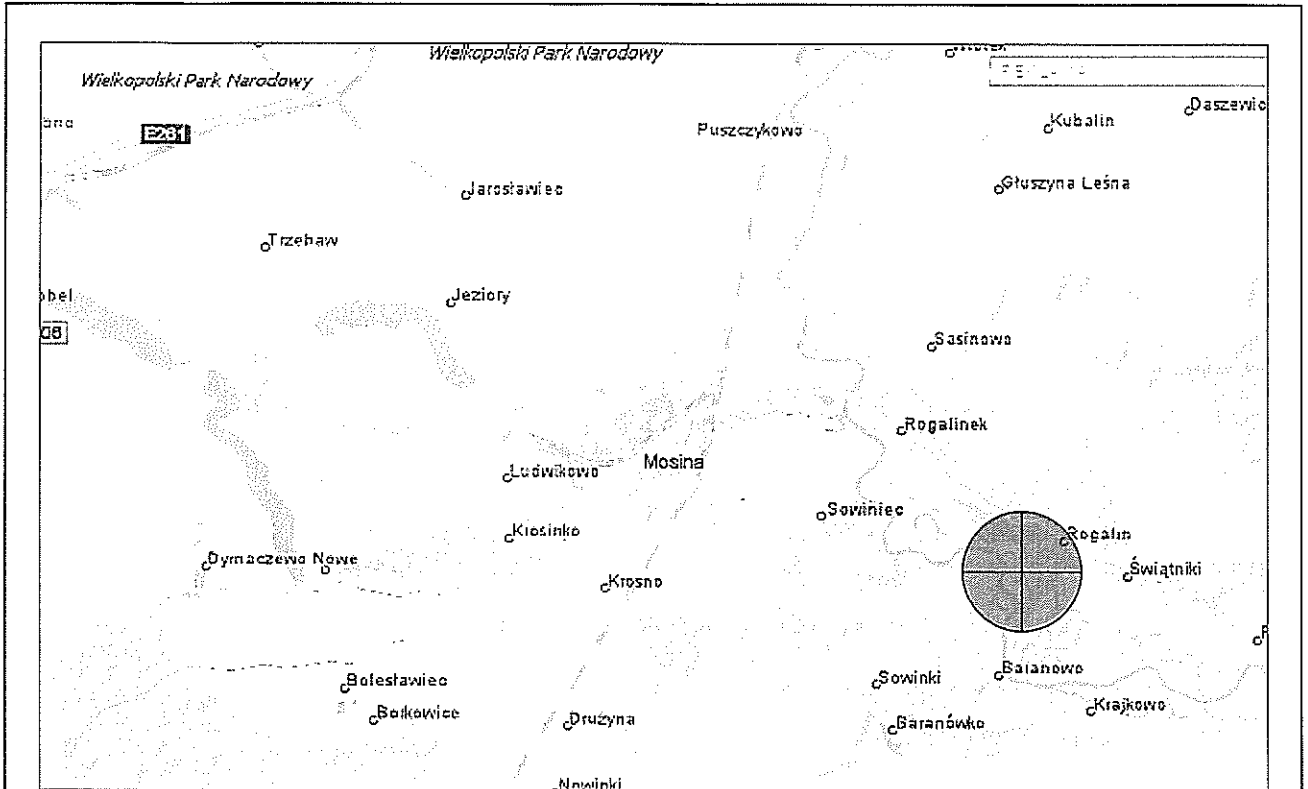 Wielkopolski Park Narodowy
Wielkopolski Park Narodowy
E261
Puszczykowo
Kubalin
Daszewic
Jarosławiec
Głuszyna Leśna
Trzebaw
Jeziory
Sasinowo
Rogalinek
Ludwikowo
Mosina
Sowiniec
Krosinko
Rogalin
Dymaczewo Nowe
Krosno
Świątniki
Bolesławiec
Sowinki
Baranowo
Borkowice
Drużyna
Baranówko
Krajkowo
Nowinki